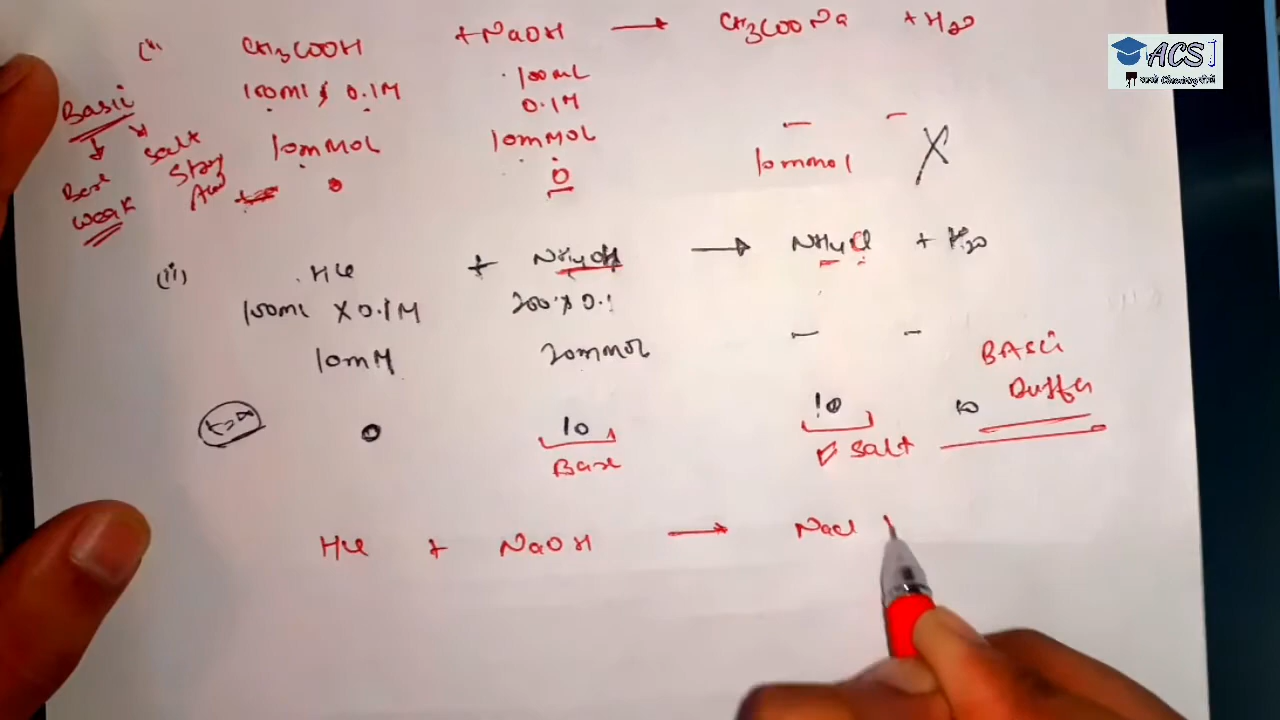 (i) CH3COOH + NaOH → CH3COONa + H2O
100ml 0.1M 100mL
0.1M
Basic
10mMOL 10mMOL – –
Salt Strong Acid
Base weak
0 0 10mmol X
(ii) HCl + NH4OH → NH4Cl + H2O
100ml X 0.1M 200 X 0.1
10mM 20mmol – –
BASic Buffer
t=∞ 0 10 10 10
Base Salt
HCl + NaOH → NaCl
ACS